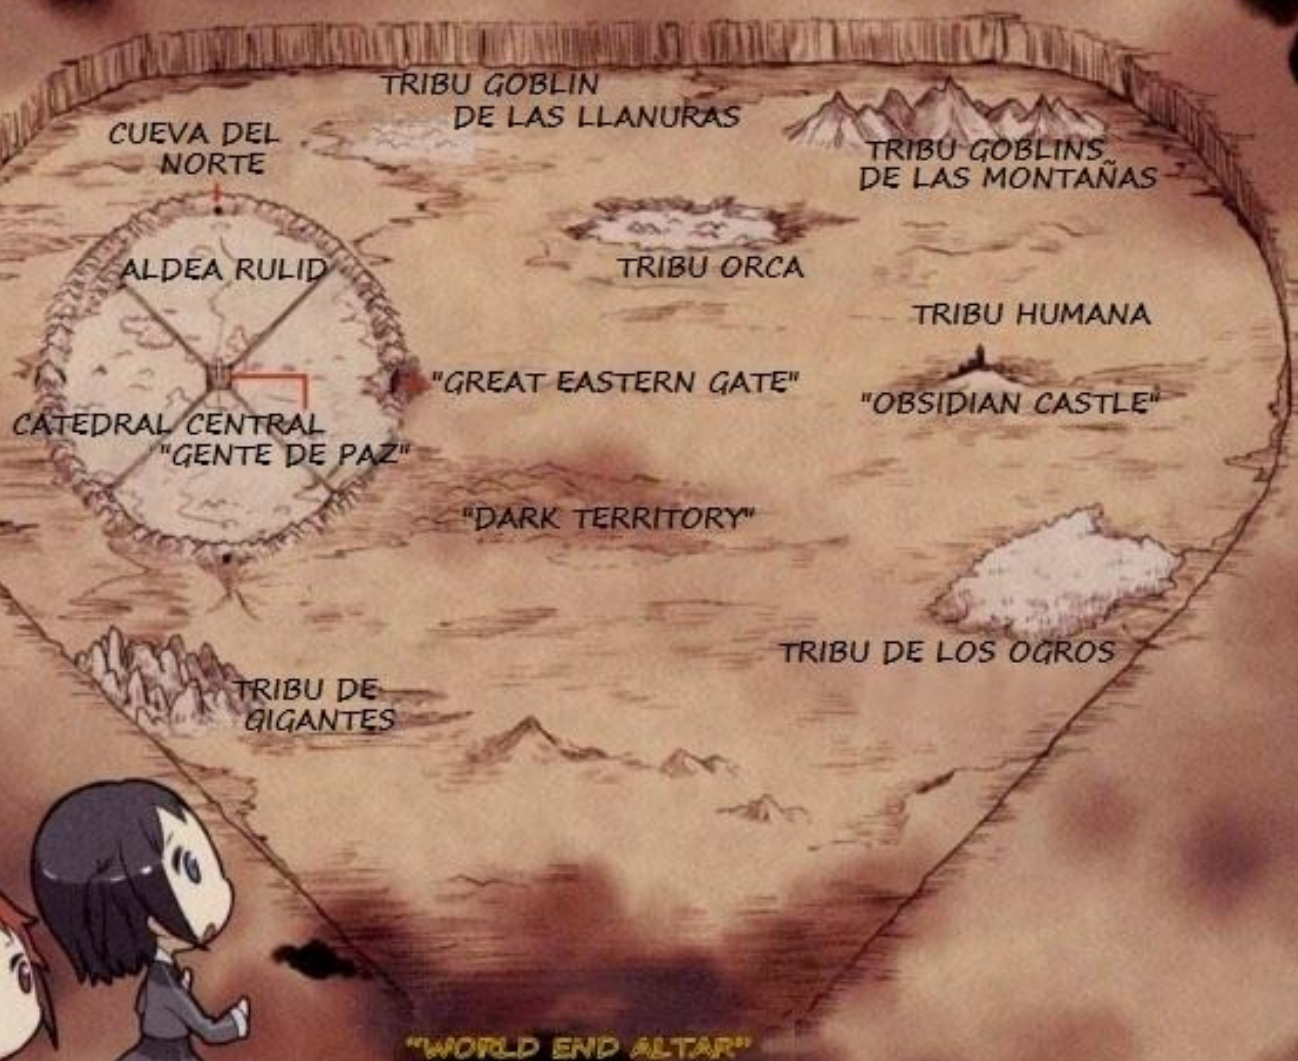 TRIBU GOBLIN
DE LAS LLANURAS
CUEVA DEL
NORTE
TRIBU GOBLINS
DE LAS MONTAÑAS
ALDEA RULID
TRIBU ORCA
TRIBU HUMANA
"GREAT EASTERN GATE"
"OBSIDIAN CASTLE"
CATEDRAL CENTRAL
"GENTE DE PAZ"
"DARK TERRITORY"
TRIBU DE LOS OGROS
TRIBU DE
GIGANTES
"WORLD END ALTAR"